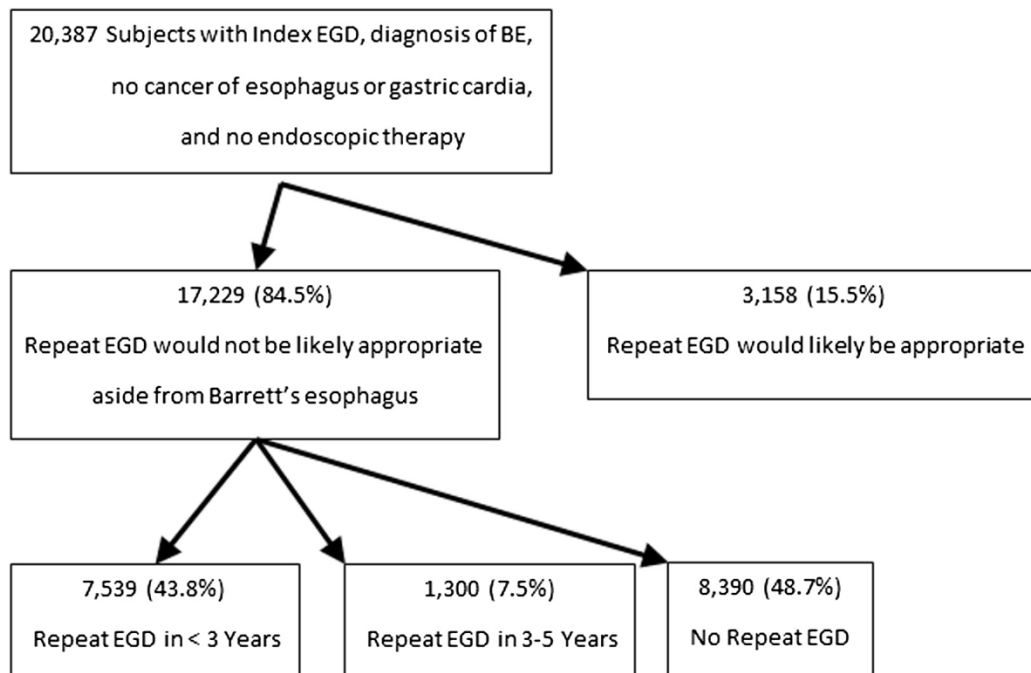 20,387 Subjects with Index EGD, diagnosis of BE,
no cancer of esophagus or gastric cardia,
and no endoscopic therapy
17,229 (84.5%)
Repeat EGD would not be likely appropriate
aside from Barrett’s esophagus
3,158 (15.5%)
Repeat EGD would likely be appropriate
7,539 (43.8%)
Repeat EGD in < 3 Years
1,300 (7.5%)
Repeat EGD in 3-5 Years
8,390 (48.7%)
No Repeat EGD